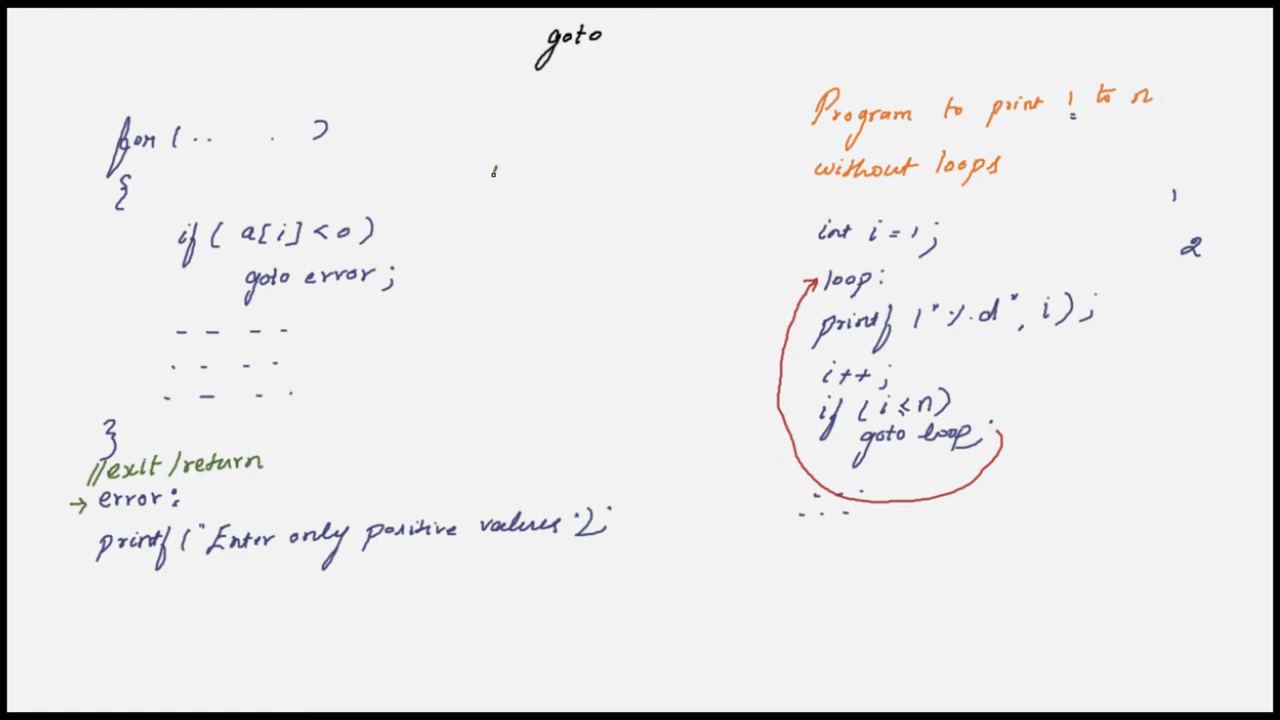 goto
for ( .. . )
{
if ( a[i] < 0 )
goto error ;
- - - -
. - - -
. - - .
}
//exit /return
→ error :
printf ( "Enter only positive values" ) ;
Program to print 1 to n
without loops
int i = 1 ;
loop :
printf ( "%d", i ) ;
i++ ;
if ( i ≤ n )
goto loop ;
1
2